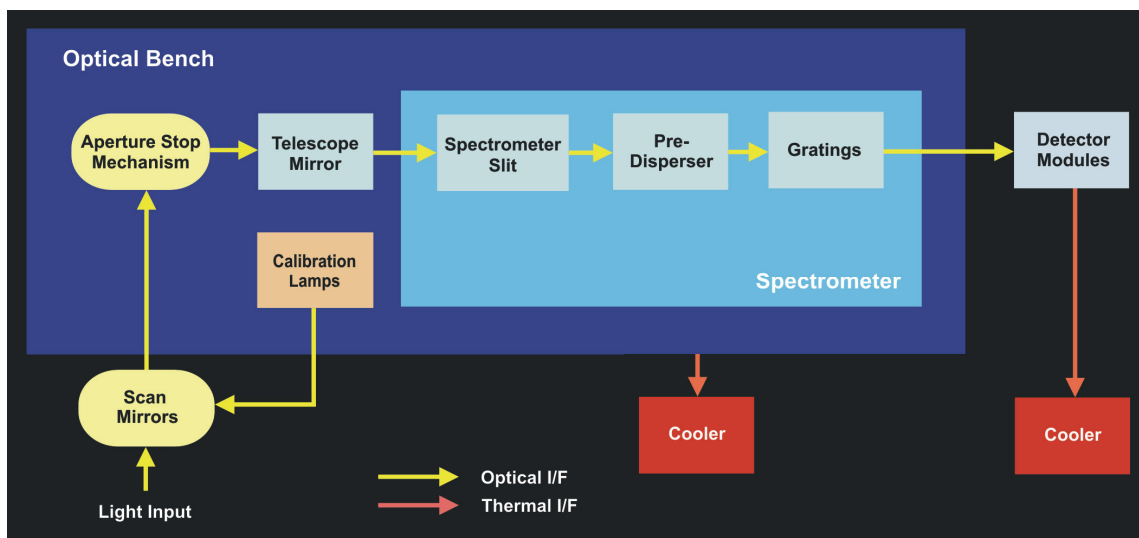 Optical Bench
Aperture Stop
Mechanism
Telescope
Mirror
Spectrometer
Slit
Pre-
Disperser
Gratings
Detector
Modules
Calibration
Lamps
Spectrometer
Scan
Mirrors
Cooler
Cooler
Optical I/F
Thermal I/F
Light Input